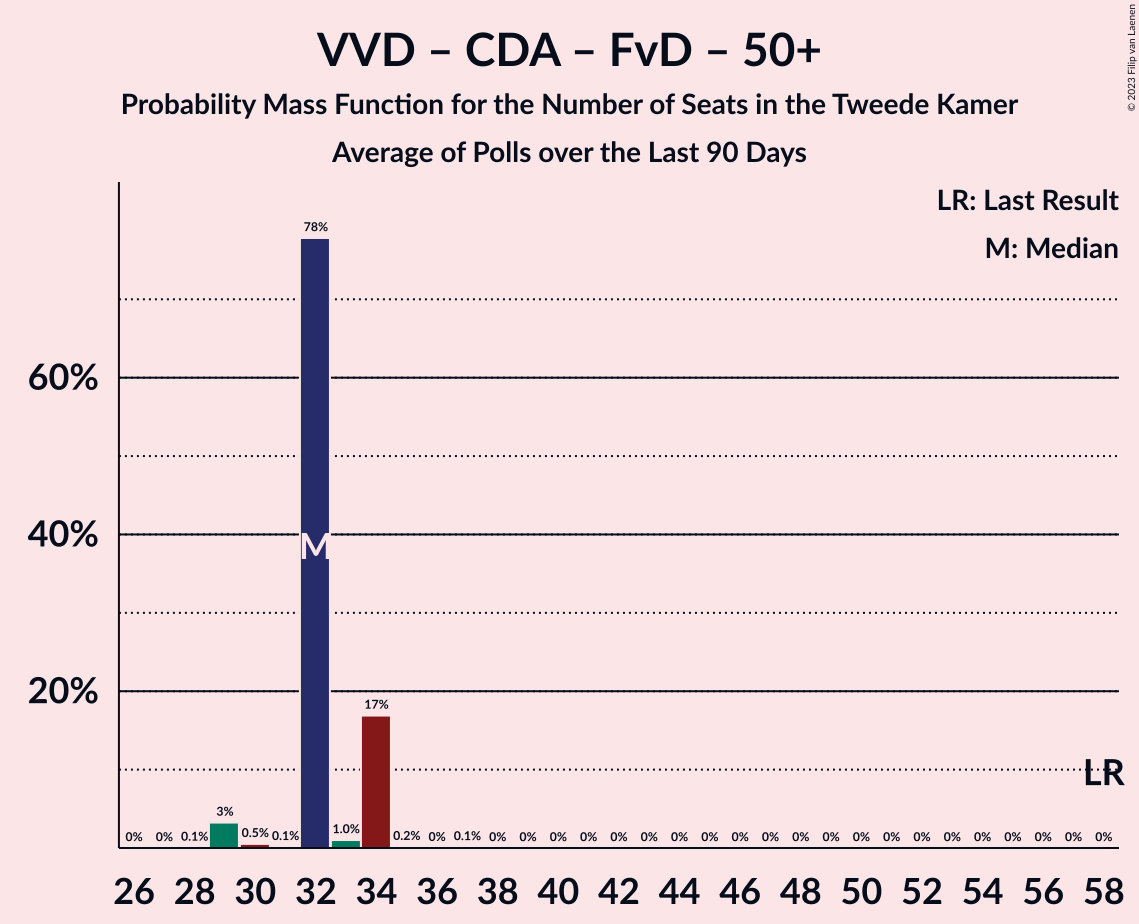 VVD – CDA – FvD – 50+
Probability Mass Function for the Number of Seats in the Tweede Kamer
Average of Polls over the Last 90 Days
© 2023 Filip van Laenen
LR: Last Result
M: Median
78%
60%
40%
M
20%
17%
LR
3%
0% 0% 0.1% 0.5% 0.1% 1.0% 0.2% 0% 0.1% 0% 0% 0% 0% 0% 0% 0% 0% 0% 0% 0% 0% 0% 0% 0% 0% 0% 0% 0% 0% 0%
26 28 30 32 34 36 38 40 42 44 46 48 50 52 54 56 58